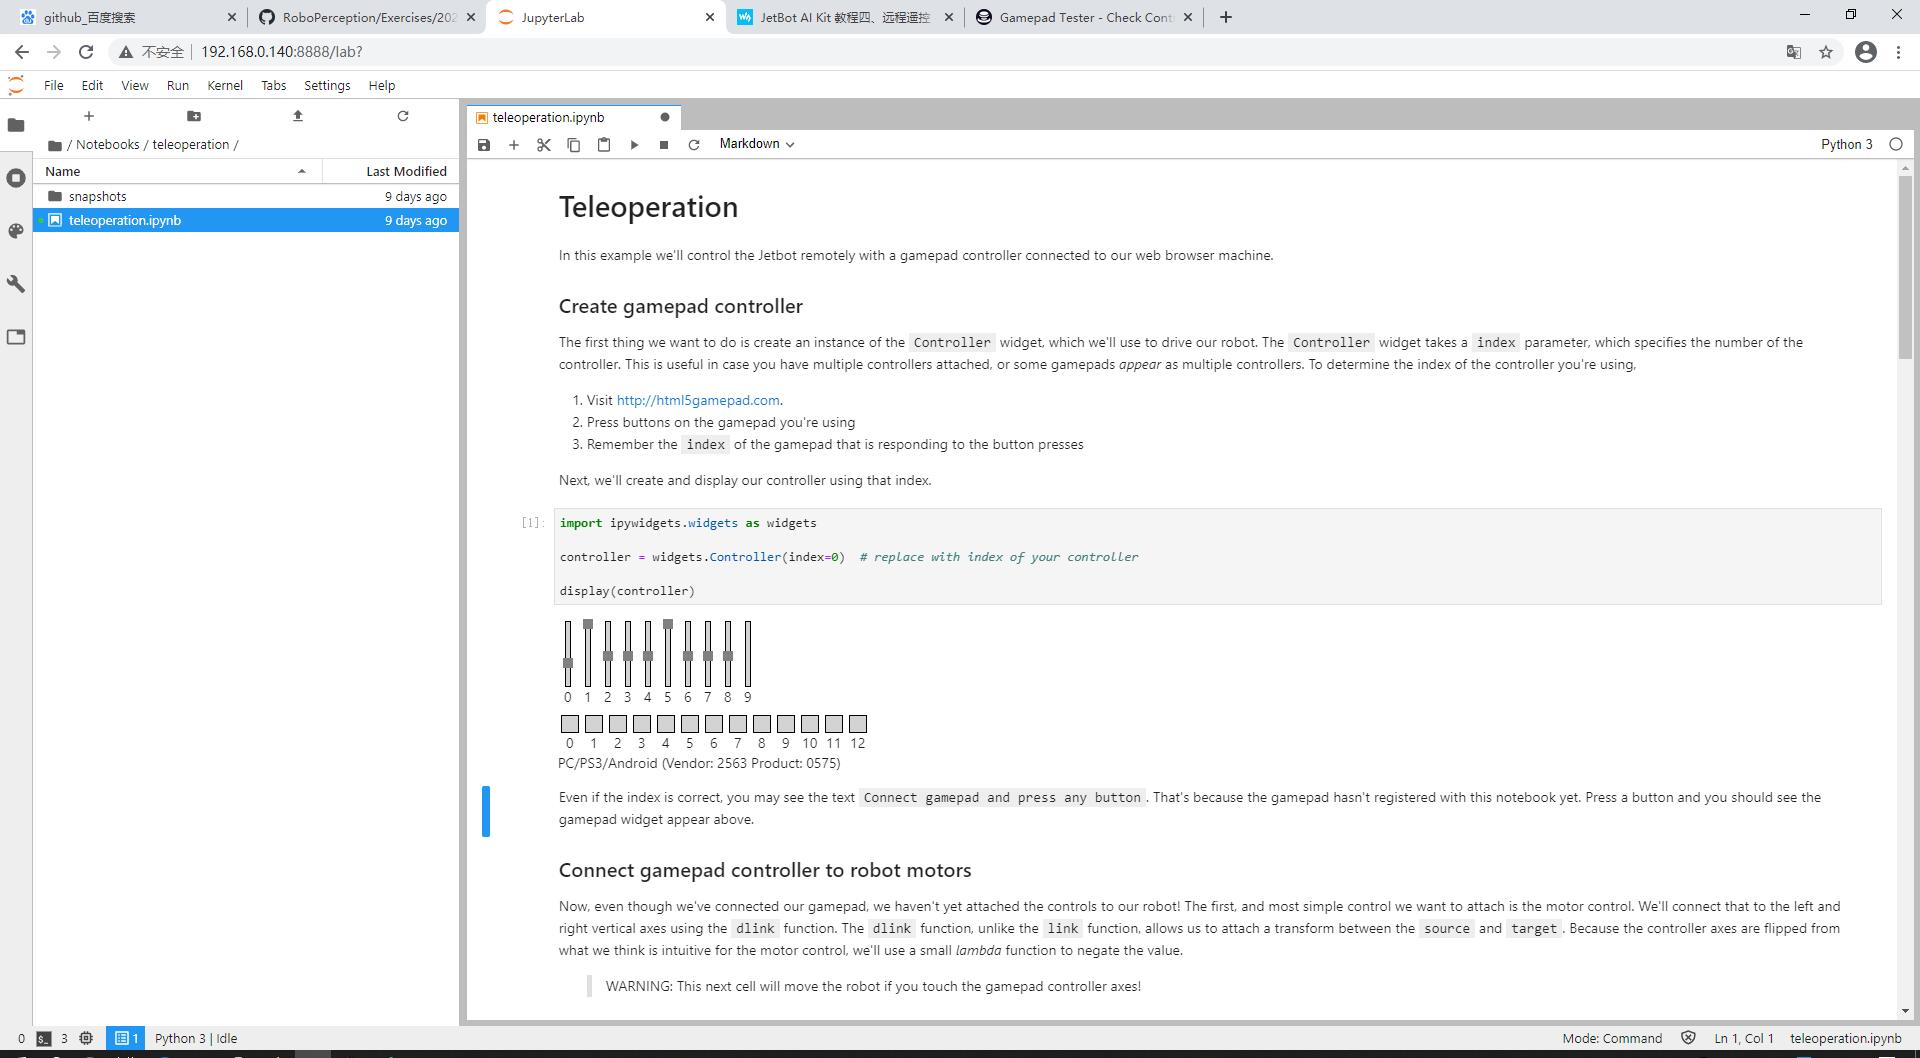 github_百度搜索
RoboPerception/Exercises/202
JupyterLab
JetBot AI Kit 教程四、远程遥控
Gamepad Tester - Check Cont
不安全
192.168.0.140:8888/lab?
File Edit View Run Kernel Tabs Settings Help
/ Notebooks / teleoperation /
Name Last Modified
snapshots 9 days ago
teleoperation.ipynb 9 days ago
teleoperation.ipynb
Markdown
Python 3
Teleoperation
In this example we'll control the Jetbot remotely with a gamepad controller connected to our web browser machine.
Create gamepad controller
The first thing we want to do is create an instance of the Controller widget, which we'll use to drive our robot. The Controller widget takes a index parameter, which specifies the number of the
controller. This is useful in case you have multiple controllers attached, or some gamepads appear as multiple controllers. To determine the index of the controller you're using,
1. Visit http://html5gamepad.com.
2. Press buttons on the gamepad you're using
3. Remember the index of the gamepad that is responding to the button presses
Next, we'll create and display our controller using that index.
[1]:
import ipywidgets.widgets as widgets
controller = widgets.Controller(index=0)  # replace with index of your controller
display(controller)
0 1 2 3 4 5 6 7 8 9
0 1 2 3 4 5 6 7 8 9 10 11 12
PC/PS3/Android (Vendor: 2563 Product: 0575)
Even if the index is correct, you may see the text Connect gamepad and press any button. That's because the gamepad hasn't registered with this notebook yet. Press a button and you should see the
gamepad widget appear above.
Connect gamepad controller to robot motors
Now, even though we've connected our gamepad, we haven't yet attached the controls to our robot! The first, and most simple control we want to attach is the motor control. We'll connect that to the left and
right vertical axes using the dlink function. The dlink function, unlike the link function, allows us to attach a transform between the source and target. Because the controller axes are flipped from
what we think is intuitive for the motor control, we'll use a small lambda function to negate the value.
WARNING: This next cell will move the robot if you touch the gamepad controller axes!
0 3 1 Python 3 | Idle
Mode: Command Ln 1, Col 1 teleoperation.ipynb